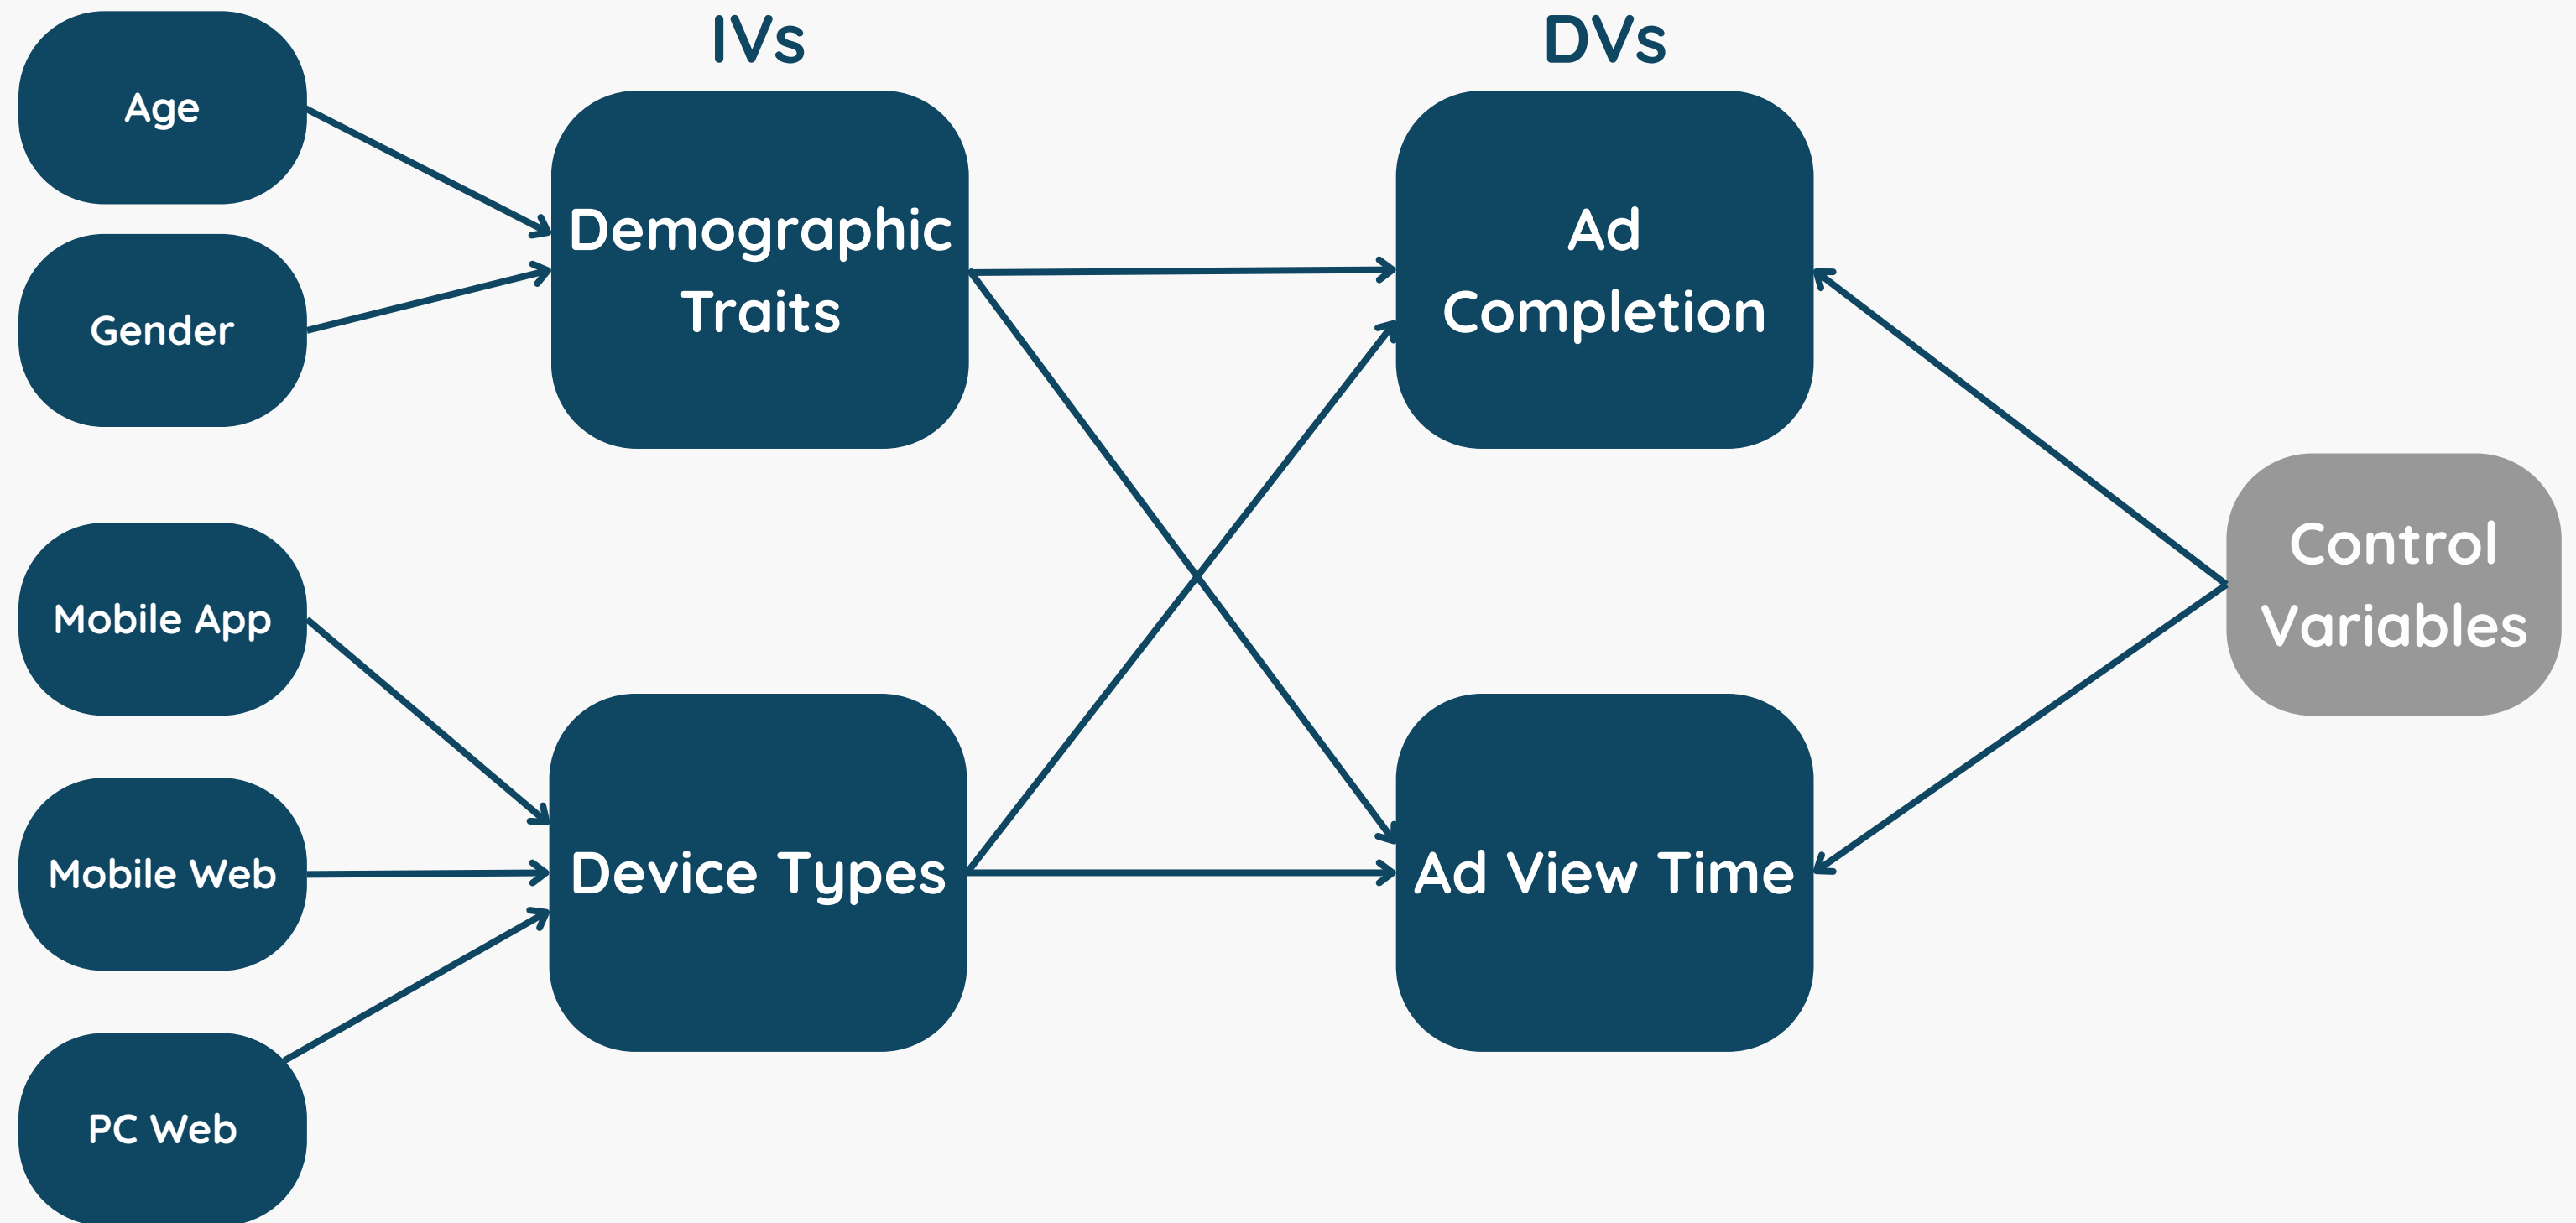 IVs
DVs
Age
Gender
Demographic
Traits
Ad
Completion
Mobile App
Mobile Web
PC Web
Device Types
Ad View Time
Control
Variables